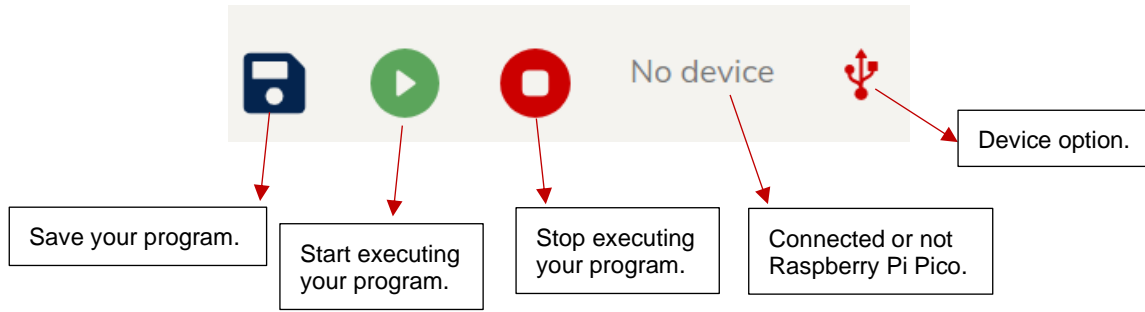 No device
Device option.
Save your program.
Start executing
your program.
Stop executing
your program.
Connected or not
Raspberry Pi Pico.